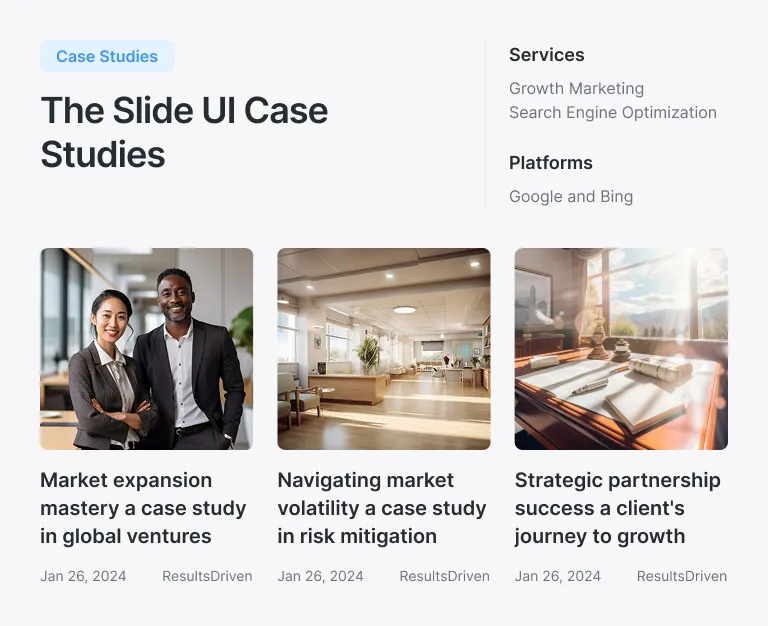 Case Studies
The Slide UI Case
Studies
Services
Growth Marketing
Search Engine Optimization
Platforms
Google and Bing
Market expansion
mastery a case study
in global ventures
Jan 26, 2024 ResultsDriven
Navigating market
volatility a case study
in risk mitigation
Jan 26, 2024 ResultsDriven
Strategic partnership
success a client's
journey to growth
Jan 26, 2024 ResultsDriven